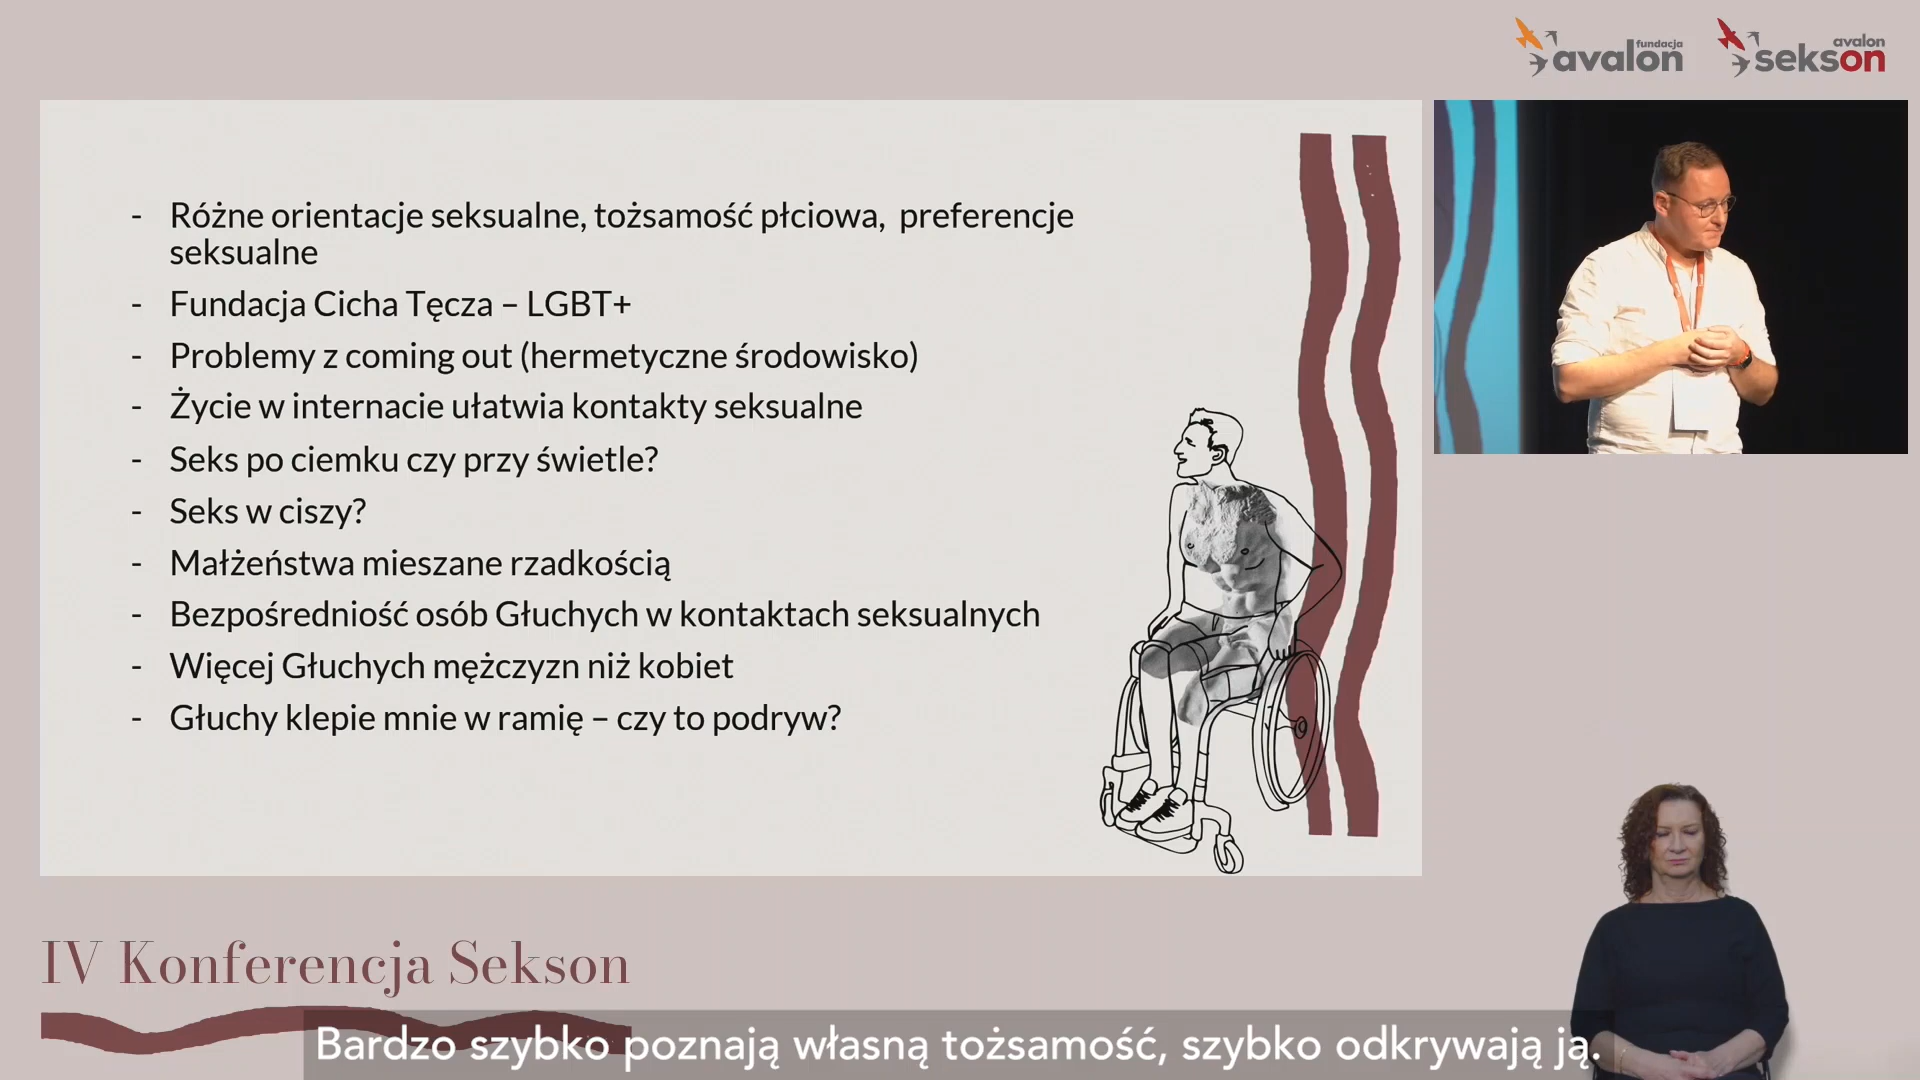 fundacja
avalon
avalon
sekson
- Różne orientacje seksualne, tożsamość płciowa,  preferencje
seksualne
- Fundacja Cicha Tęcza – LGBT+
- Problemy z coming out (hermetyczne środowisko)
- Życie w internacie ułatwia kontakty seksualne
- Seks po ciemku czy przy świetle?
- Seks w ciszy?
- Małżeństwa mieszane rzadkością
- Bezpośredniość osób Głuchych w kontaktach seksualnych
- Więcej Głuchych mężczyzn niż kobiet
- Głuchy klepie mnie w ramię – czy to podryw?
IV Konferencja Sekson
Bardzo szybko poznają własną tożsamość, szybko odkrywają ją.